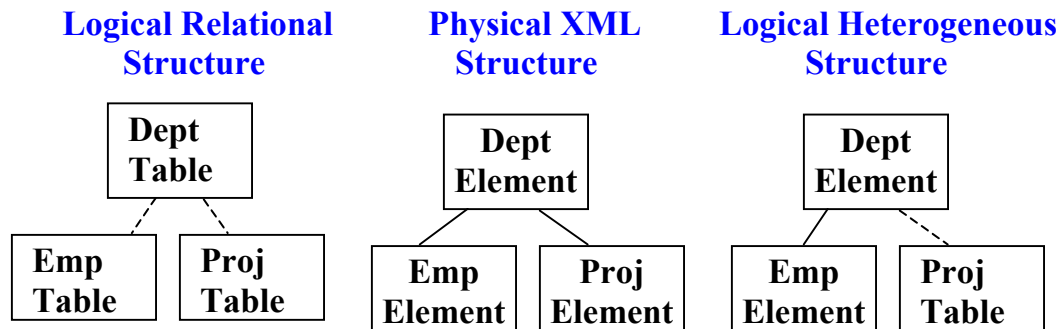 Logical Relational
Structure
Physical XML
Structure
Logical Heterogeneous
Structure
Dept
Table
Emp
Table
Proj
Table
Dept
Element
Emp
Element
Proj
Element
Dept
Element
Emp
Element
Proj
Table